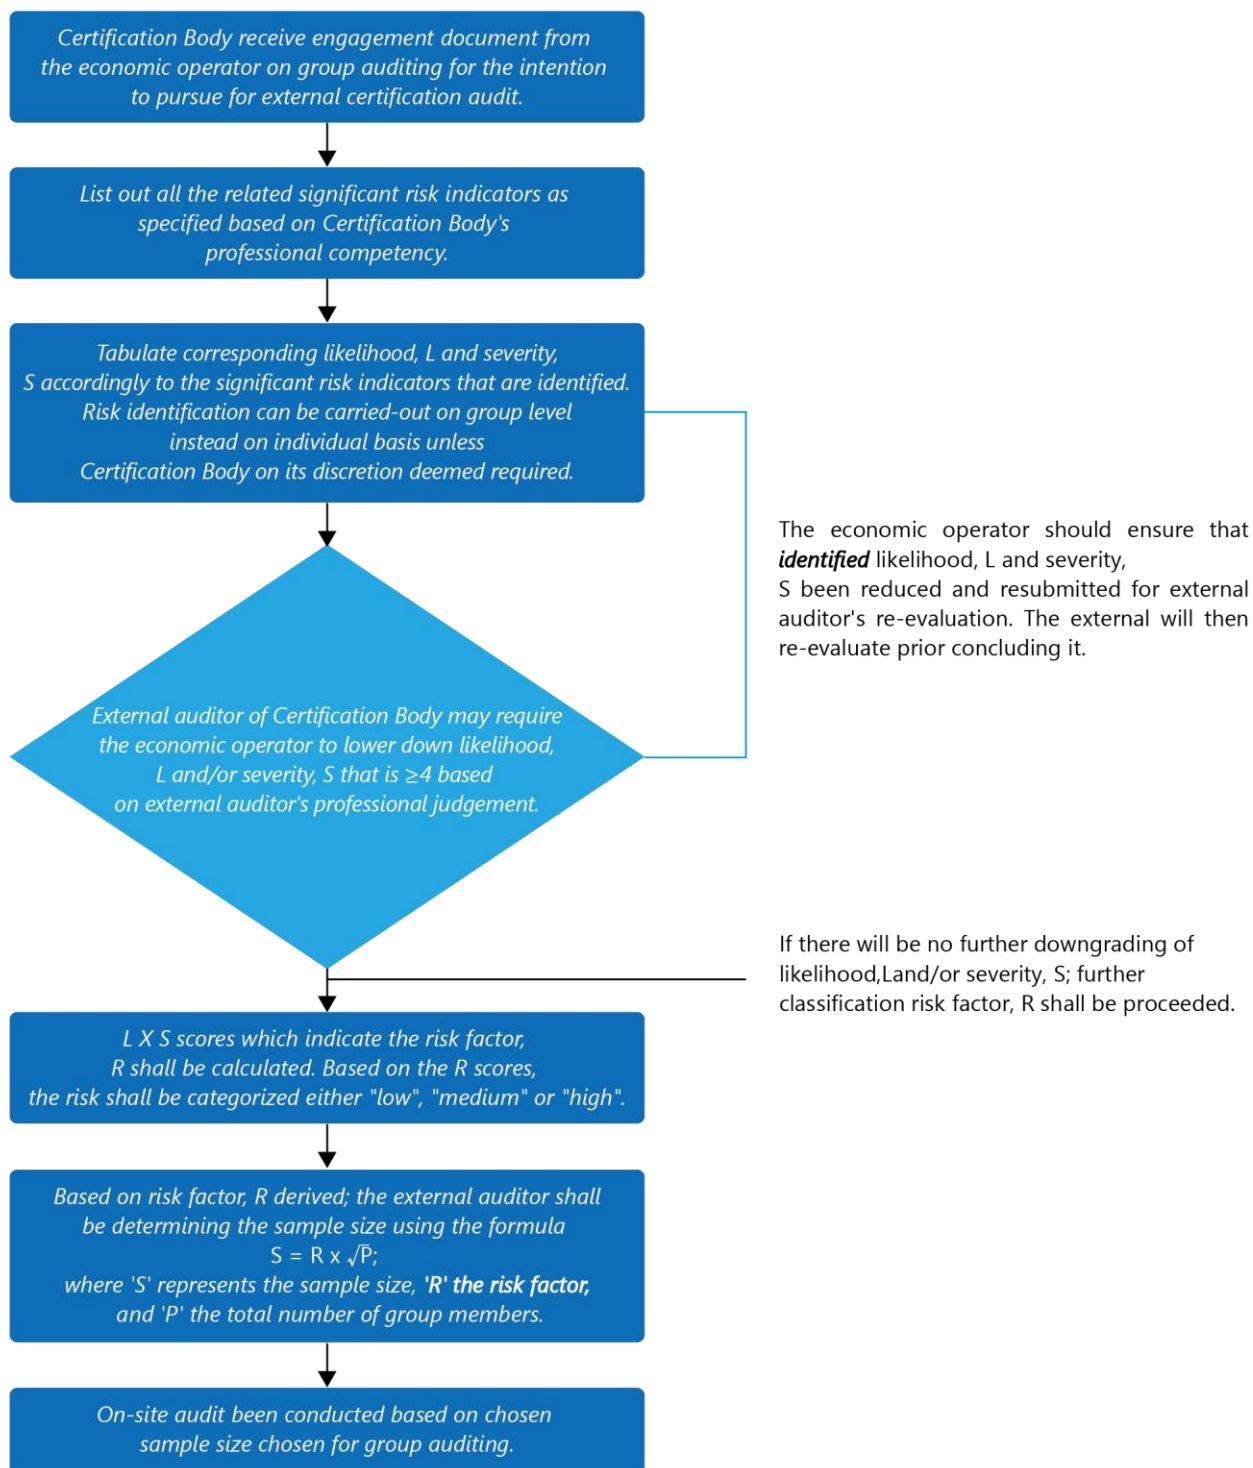 Certification Body receive engagement document from
the economic operator on group auditing for the intention
to pursue for external certification audit.
List out all the related significant risk indicators as
specified based on Certification Body's
professional competency.
Tabulate corresponding likelihood, L and severity,
S accordingly to the significant risk indicators that are identified.
Risk identification can be carried-out on group level
instead on individual basis unless
Certification Body on its discretion deemed required.
The economic operator should ensure that
identified likelihood, L and severity,
S been reduced and resubmitted for external
auditor's re-evaluation. The external will then
re-evaluate prior concluding it.
External auditor of Certification Body may require
the economic operator to lower down likelihood,
L and/or severity, S that is ≥4 based
on external auditor's professional judgement.
If there will be no further downgrading of
likelihood,Land/or severity, S; further
classification risk factor, R shall be proceeded.
L X S scores which indicate the risk factor,
R shall be calculated. Based on the R scores,
the risk shall be categorized either "low", "medium" or "high".
Based on risk factor, R derived; the external auditor shall
be determining the sample size using the formula
S = R x √P;
where 'S' represents the sample size, 'R' the risk factor,
and 'P' the total number of group members.
On-site audit been conducted based on chosen
sample size chosen for group auditing.